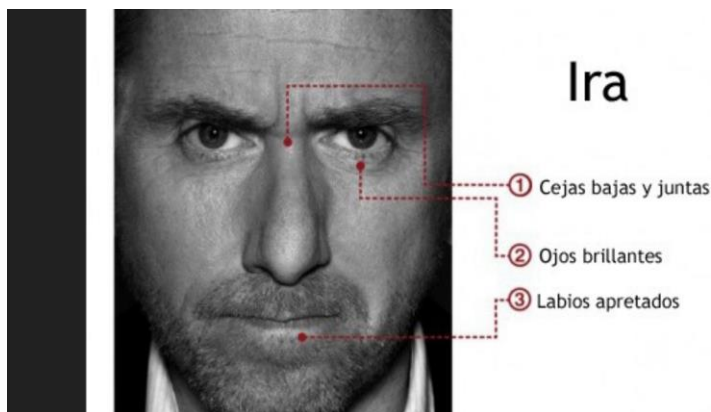 Ira
1 Cejas bajas y juntas
2 Ojos brillantes
3 Labios apretados